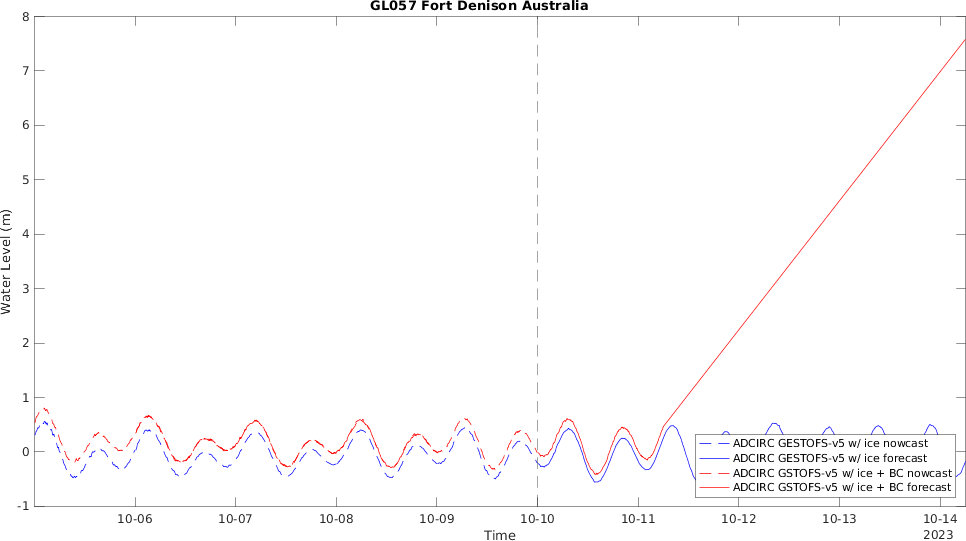 GL057 Fort Denison Australia
8
7
6
5
4
3
2
1
0
-1
Water Level (m)
ADCIRC GESTOFS-v5 w/ ice nowcast
ADCIRC GESTOFS-v5 w/ ice forecast
ADCIRC GSTOFS-v5 w/ ice + BC nowcast
ADCIRC GSTOFS-v5 w/ ice + BC forecast
10-06 10-07 10-08 10-09 10-10 10-11 10-12 10-13 10-14
2023
Time